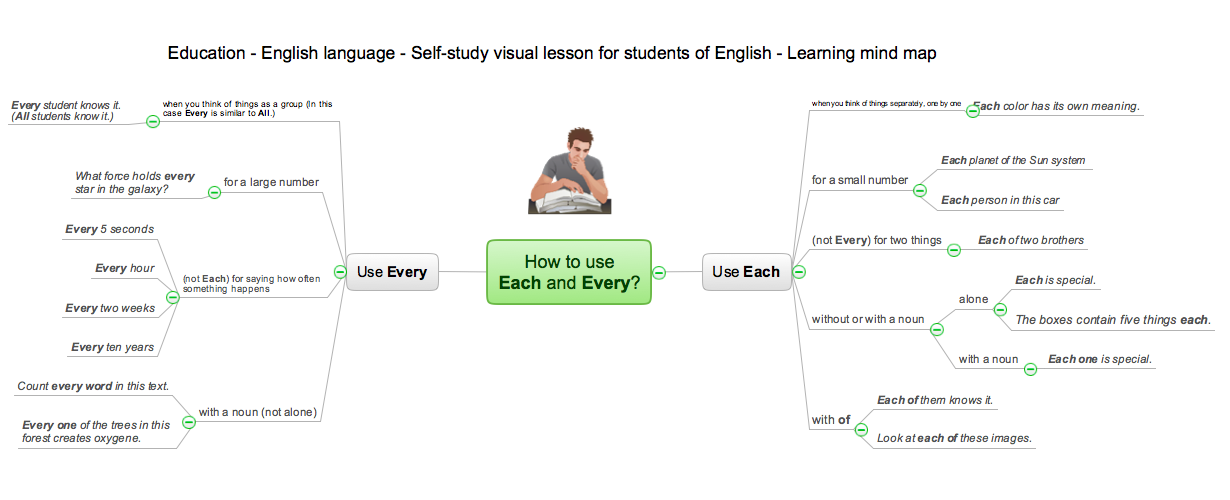 Education - English language - Self-study visual lesson for students of English - Learning mind map
Every student knows it.
(All students know it.)
when you think of things as a group (In this
case Every is similar to All.)
What force holds every
star in the galaxy?
for a large number
Every 5 seconds
Every hour
Every two weeks
Every ten years
(not Each) for saying how often
something happens
Count every word in this text.
Every one of the trees in this
forest creates oxygene.
with a noun (not alone)
Use Every
How to use
Each and Every?
Use Each
when you think of things separately, one by one
Each color has its own meaning.
for a small number
Each planet of the Sun system
Each person in this car
(not Every) for two things
Each of two brothers
without or with a noun
alone
Each is special.
The boxes contain five things each.
with a noun
Each one is special.
with of
Each of them knows it.
Look at each of these images.